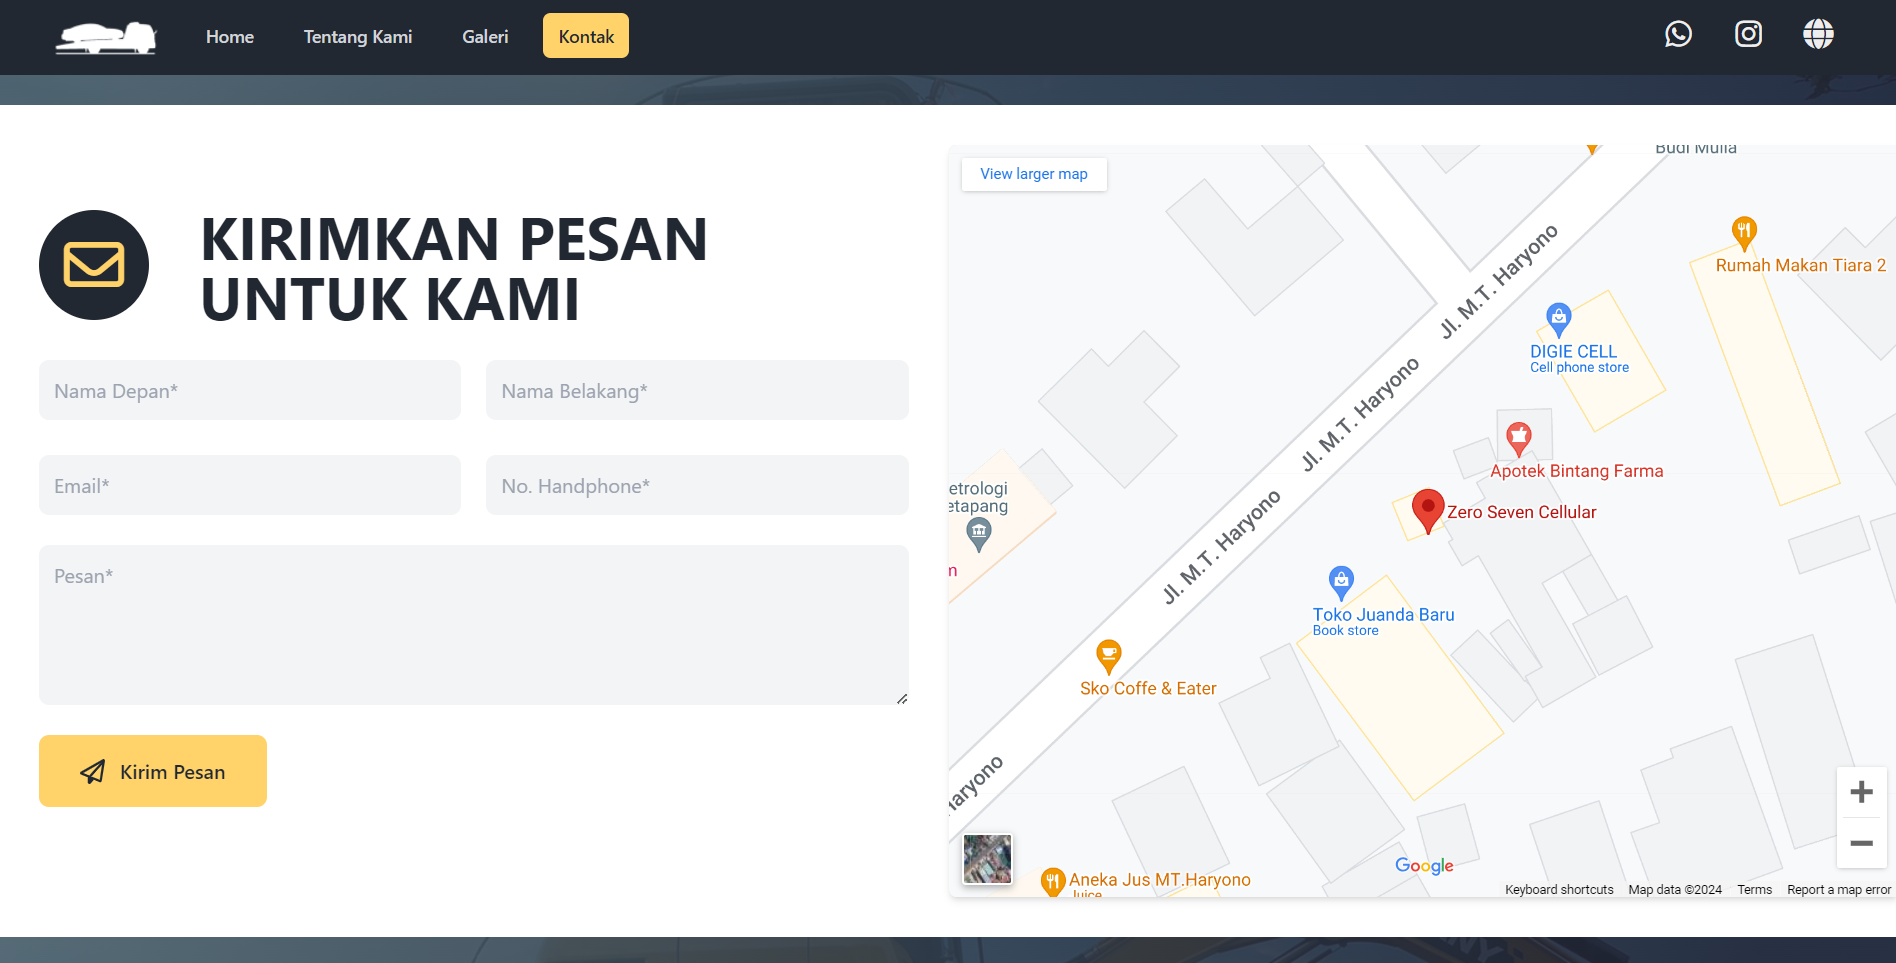 Home
Tentang Kami
Galeri
Kontak
KIRIMKAN PESAN
UNTUK KAMI
Nama Depan*
Nama Belakang*
Email*
No. Handphone*
Pesan*
Kirim Pesan
View larger map
Budi Mulia
Jl. M.T. Haryono
Rumah Makan Tiara 2
DIGIE CELL
Cell phone store
Jl. M.T. Haryono
Apotek Bintang Farma
etrologi
etapang
Zero Seven Cellular
Jl. M.T. Haryono
m
Toko Juanda Baru
Book store
Sko Coffe & Eater
Haryono
Google
Aneka Jus MT.Haryono
Juice
Keyboard shortcuts
Map data ©2024
Terms
Report a map error